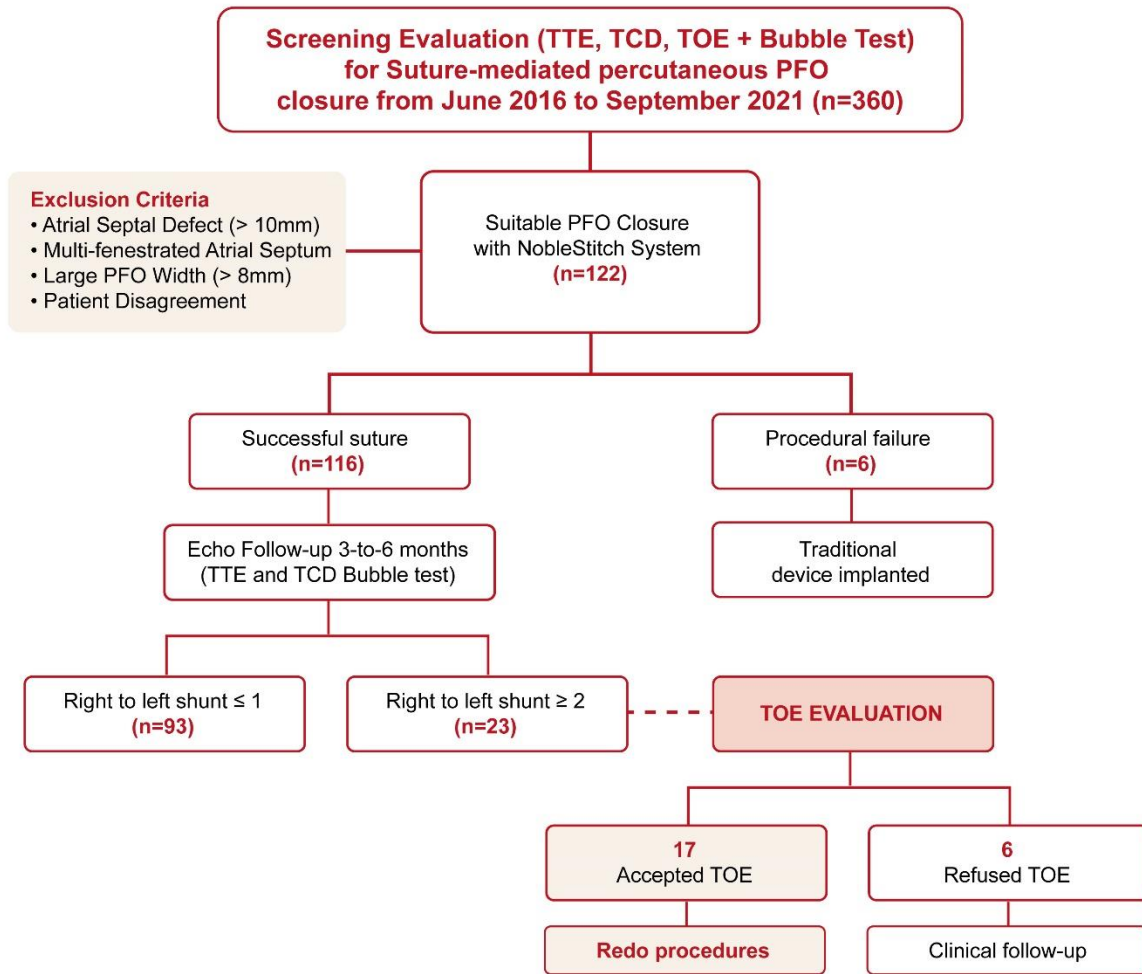 Screening Evaluation (TTE, TCD, TOE + Bubble Test)
for Suture-mediated percutaneous PFO
closure from June 2016 to September 2021 (n=360)
Exclusion Criteria
• Atrial Septal Defect (> 10mm)
• Multi-fenestrated Atrial Septum
• Large PFO Width (> 8mm)
• Patient Disagreement
Suitable PFO Closure
with NobleStitch System
(n=122)
Successful suture
(n=116)
Procedural failure
(n=6)
Echo Follow-up 3-to-6 months
(TTE and TCD Bubble test)
Traditional
device implanted
Right to left shunt ≤ 1
(n=93)
Right to left shunt ≥ 2
(n=23)
TOE EVALUATION
17
Accepted TOE
6
Refused TOE
Redo procedures
Clinical follow-up